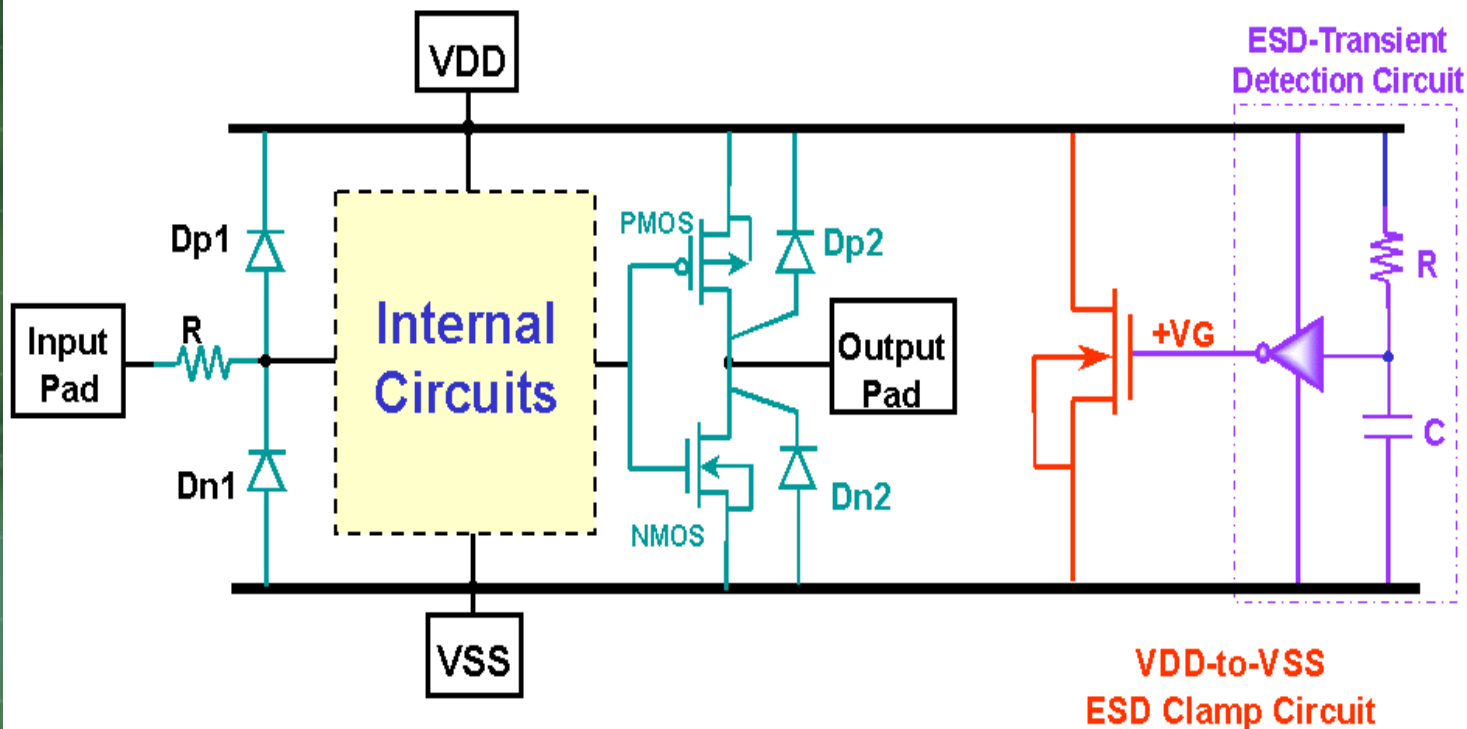 VDD
ESD-Transient
Detection Circuit
Dp1
PMOS
Dp2
R
Input
Pad
R
Internal
Circuits
Output
Pad
+VG
C
Dn1
Dn2
NMOS
VSS
VDD-to-VSS
ESD Clamp Circuit